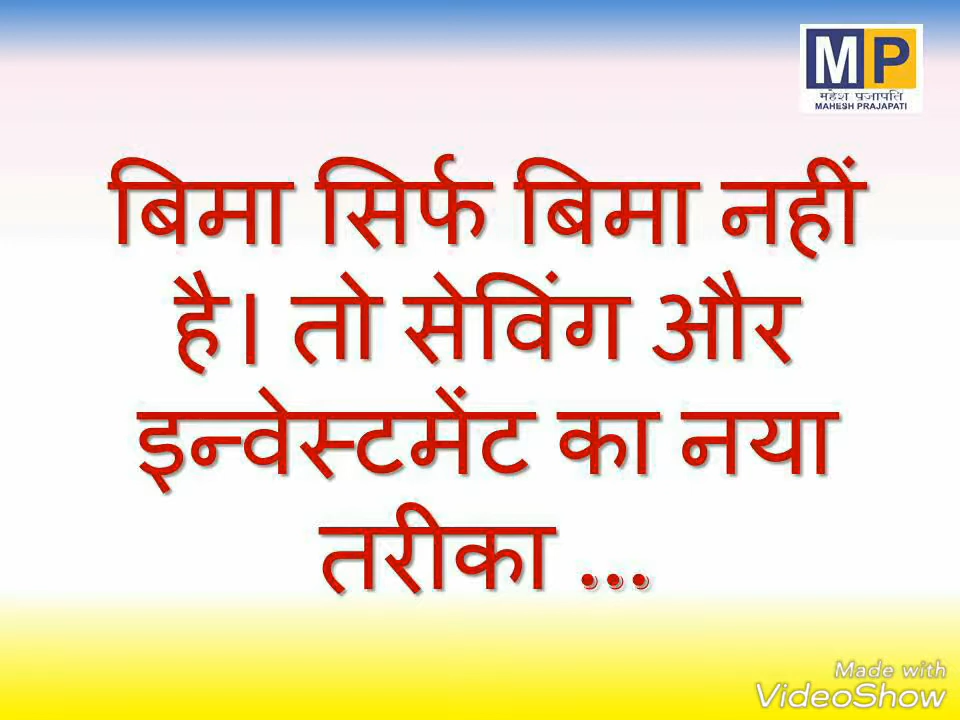 MP
महेश प्रजापति
MAHESH PRAJAPATI
बिमा सिर्फ बिमा नहीं
है। तो सेविंग और
इन्वेस्टमेंट का नया
तरीका ...
Made with
VideoShow